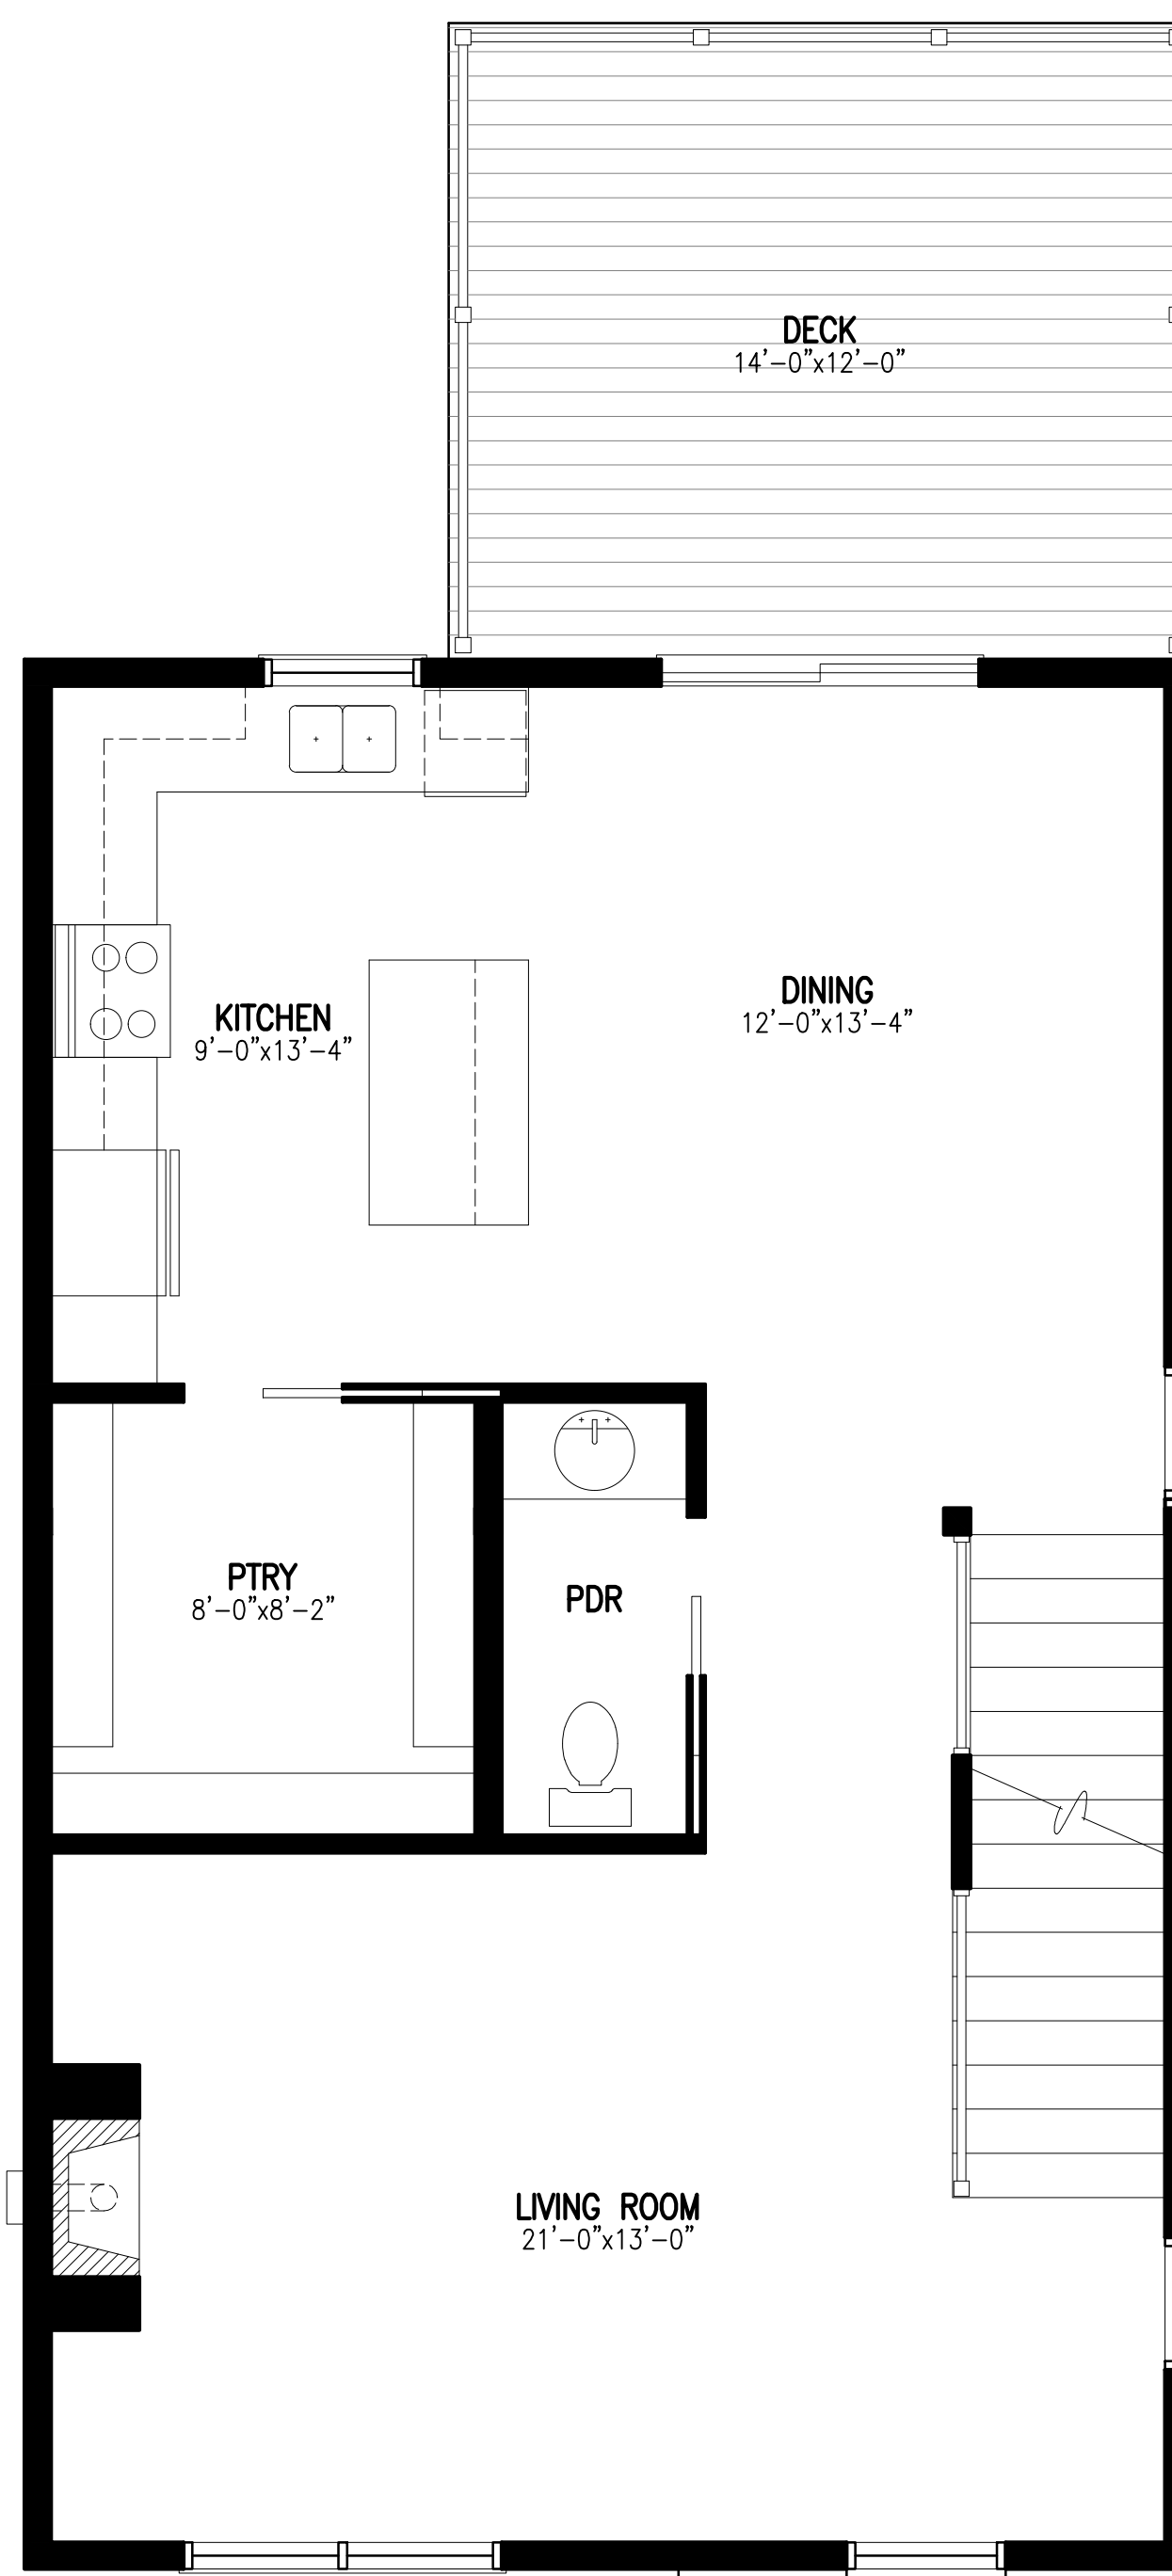 DECK
14'-0"x12'-0"
DINING
12'-0"x13'-4"
KITCHEN
9'-0"x13'-4"
PTRY
8'-0"x8'-2"
PDR
LIVING ROOM
21'-0"x13'-0"